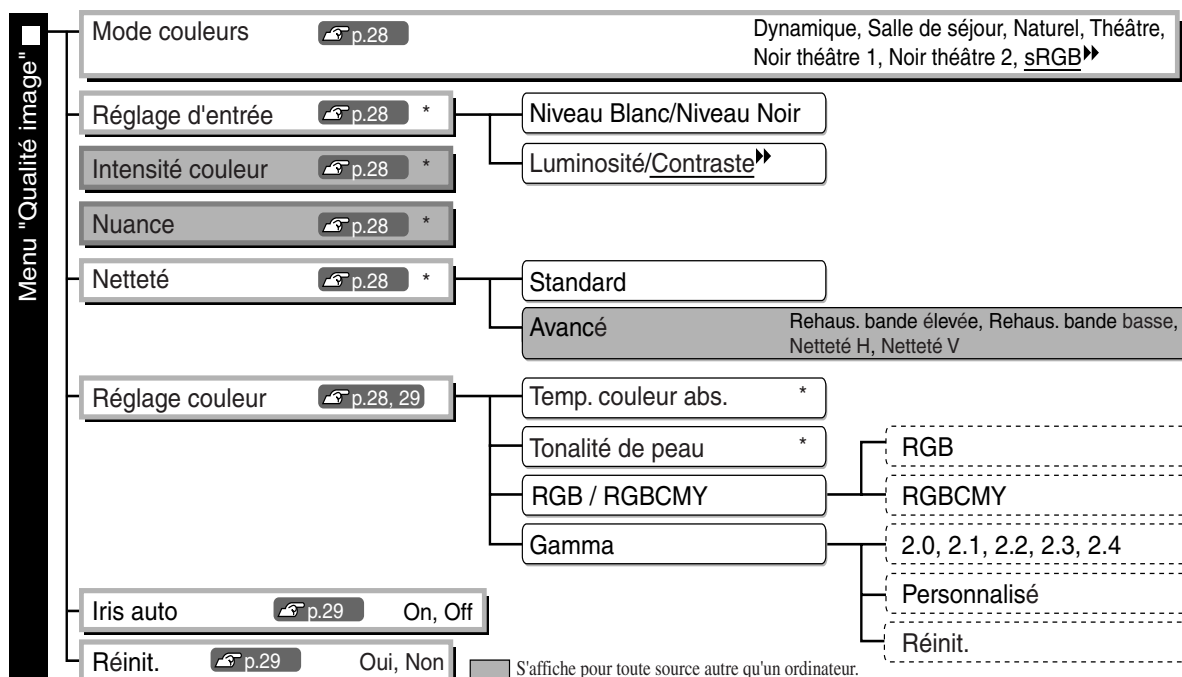 Menu "Qualité image"
Mode couleurs p.28 Dynamique, Salle de séjour, Naturel, Théâtre,
Noir théâtre 1, Noir théâtre 2, sRGB
Réglage d'entrée p.28 * Niveau Blanc/Niveau Noir
Luminosité/Contraste
Intensité couleur p.28 *
Nuance p.28 *
Netteté p.28 * Standard
Avancé Rehaus. bande élevée, Rehaus. bande basse,
Netteté H, Netteté V
Réglage couleur p.28, 29 Temp. couleur abs. *
Tonalité de peau * RGB
RGB / RGBCMY RGBCMY
Gamma 2.0, 2.1, 2.2, 2.3, 2.4
Personnalisé
Réinit.
Iris auto p.29 On, Off
Réinit. p.29 Oui, Non
S'affiche pour toute source autre qu'un ordinateur.